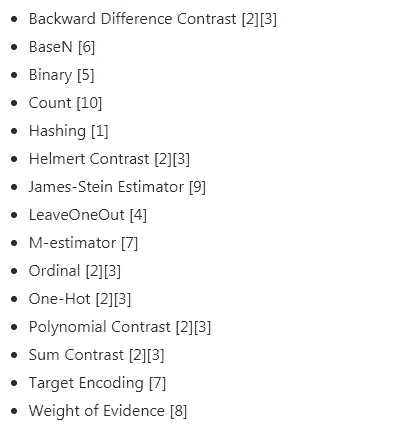 • Backward Difference Contrast [2][3]
• BaseN [6]
• Binary [5]
• Count [10]
• Hashing [1]
• Helmert Contrast [2][3]
• James-Stein Estimator [9]
• LeaveOneOut [4]
• M-estimator [7]
• Ordinal [2][3]
• One-Hot [2][3]
• Polynomial Contrast [2][3]
• Sum Contrast [2][3]
• Target Encoding [7]
• Weight of Evidence [8]